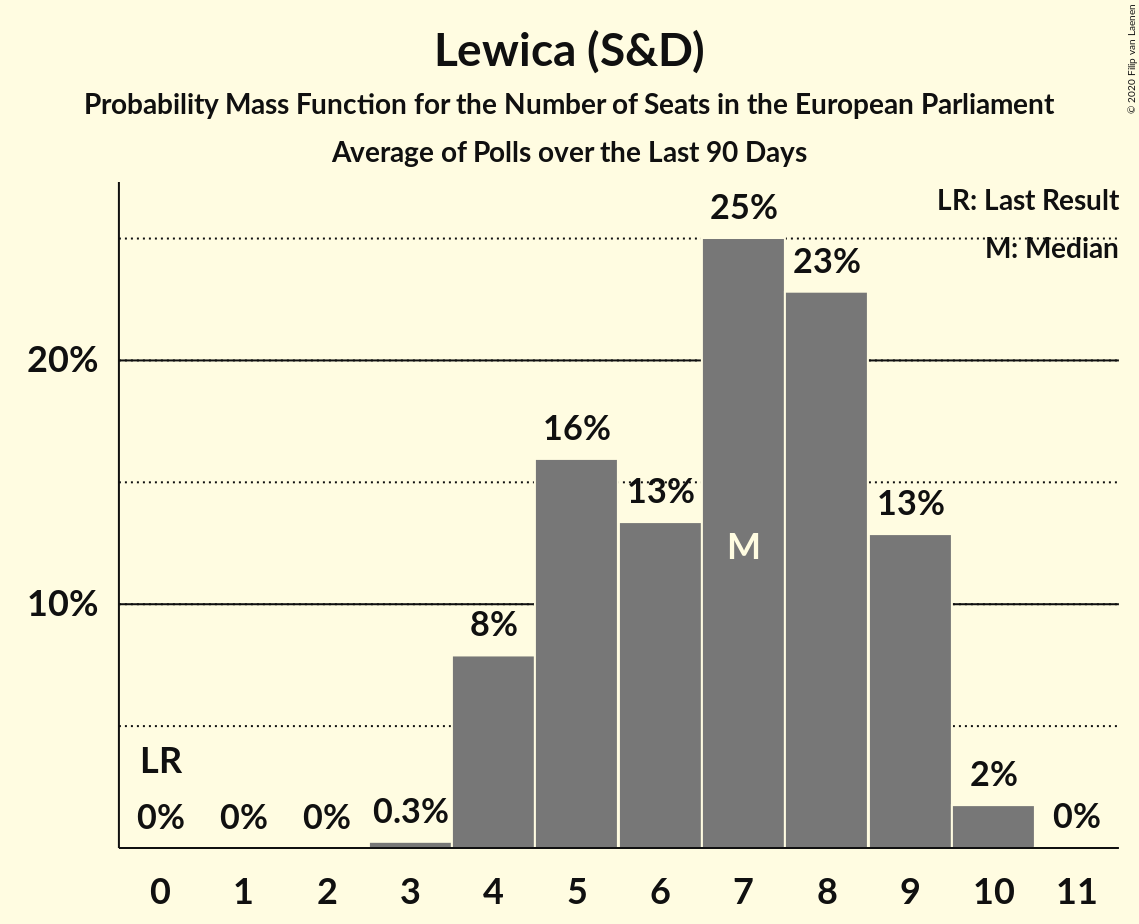 Lewica (S&D)
Probability Mass Function for the Number of Seats in the European Parliament
Average of Polls over the Last 90 Days
© 2020 Filip van Laenen
LR: Last Result
M: Median
25%
23%
20%
16%
13%
13%
M
10%
8%
LR
0%
0%
0%
0.3%
2%
0%
0 1 2 3 4 5 6 7 8 9 10 11